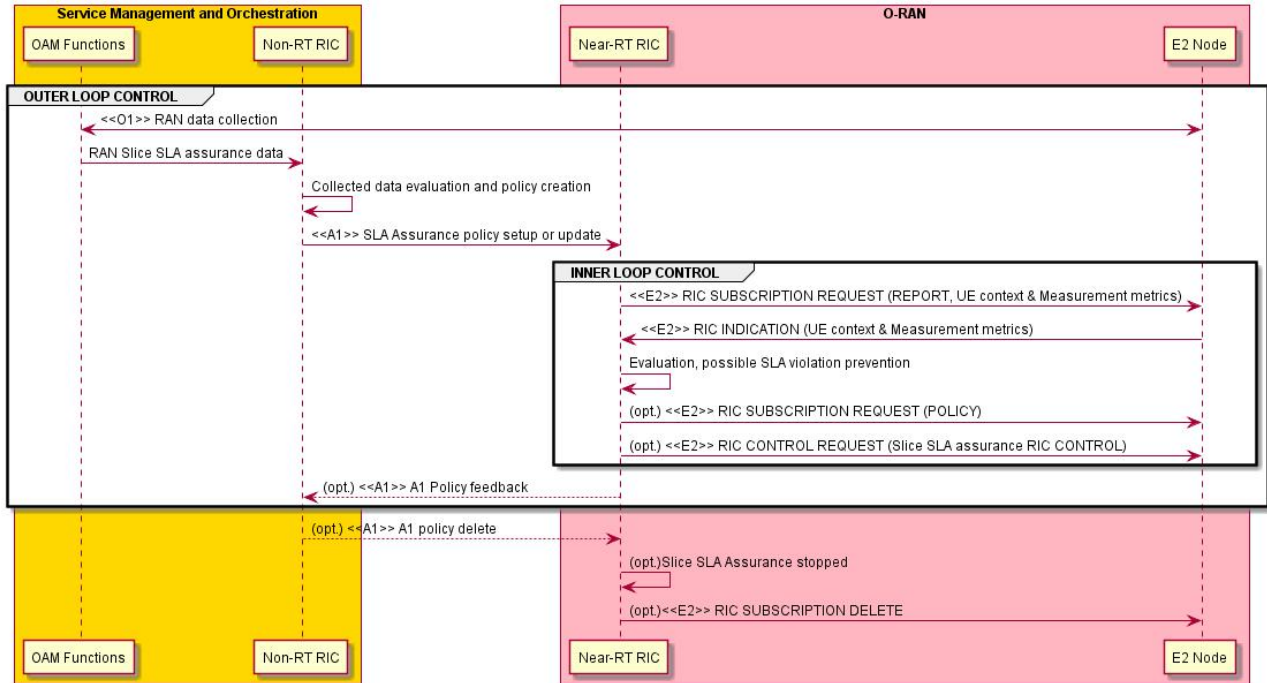 Service Management and Orchestration
O-RAN
OAM Functions
Non-RT RIC
Near-RT RIC
E2 Node
OUTER LOOP CONTROL
<<O1>> RAN data collection
RAN Slice SLA assurance data
Collected data evaluation and policy creation
<<A1>> SLA Assurance policy setup or update
INNER LOOP CONTROL
<<E2>> RIC SUBSCRIPTION REQUEST (REPORT, UE context & Measurement metrics)
<<E2>> RIC INDICATION (UE context & Measurement metrics)
Evaluation, possible SLA violation prevention
(opt.) <<E2>> RIC SUBSCRIPTION REQUEST (POLICY)
(opt.) <<E2>> RIC CONTROL REQUEST (Slice SLA assurance RIC CONTROL)
(opt.) <<A1>> A1 Policy feedback
(opt.) <<A1>> A1 policy delete
(opt.)Slice SLA Assurance stopped
(opt.)<<E2>> RIC SUBSCRIPTION DELETE
OAM Functions
Non-RT RIC
Near-RT RIC
E2 Node